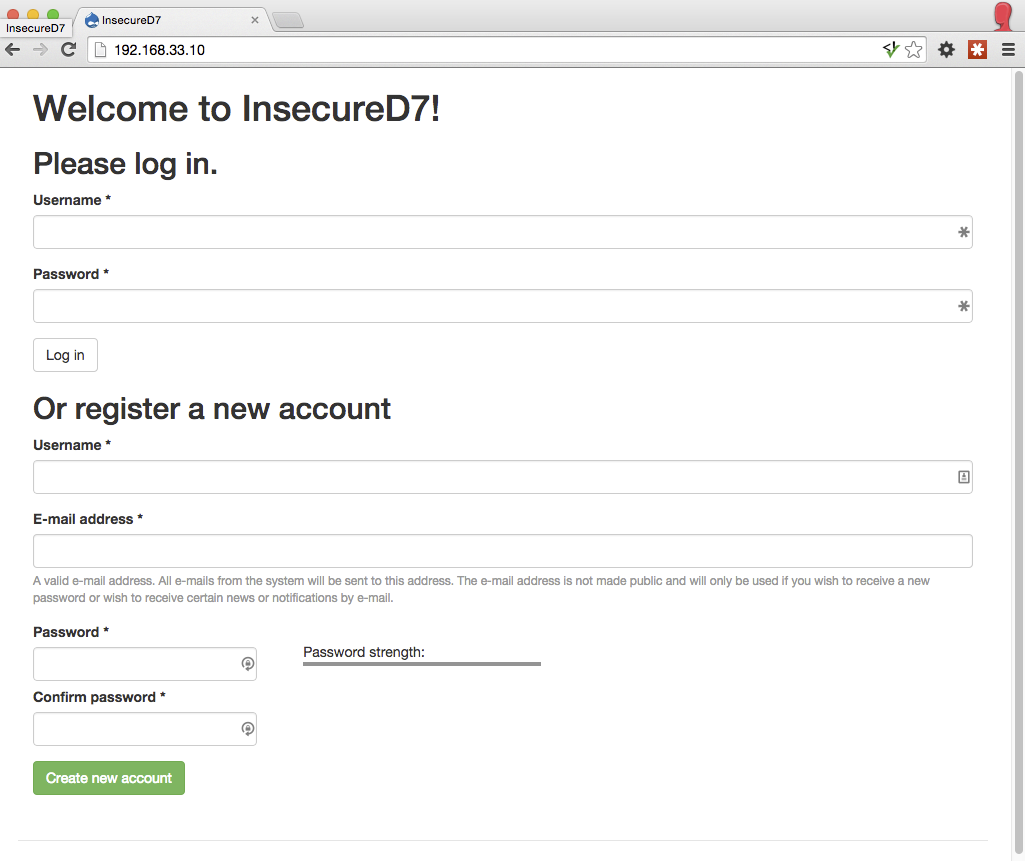 InsecureD7
InsecureD7
192.168.33.10
Welcome to InsecureD7!
Please log in.
Username *
Password *
Log in
Or register a new account
Username *
E-mail address *
A valid e-mail address. All e-mails from the system will be sent to this address. The e-mail address is not made public and will only be used if you wish to receive a new
password or wish to receive certain news or notifications by e-mail.
Password *
Password strength:
Confirm password *
Create new account